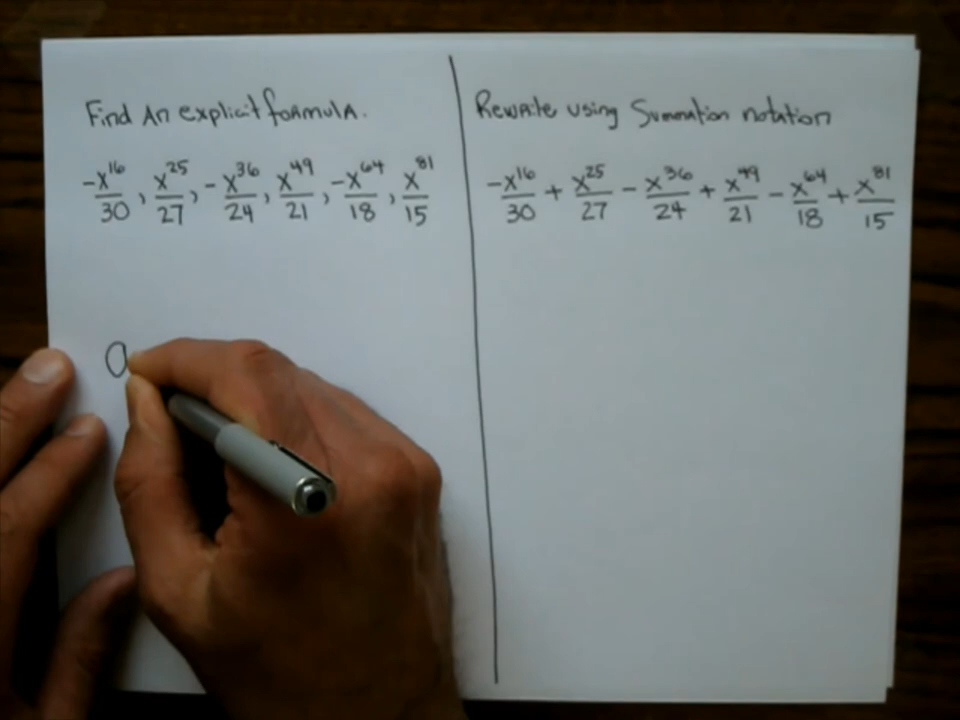 Find An explicit formula.
-x^16/30, x^25/27, -x^36/24, x^49/21, -x^64/18, x^81/15
a
Rewrite using Summation notation
-x^16/30 + x^25/27 - x^36/24 + x^49/21 - x^64/18 + x^81/15